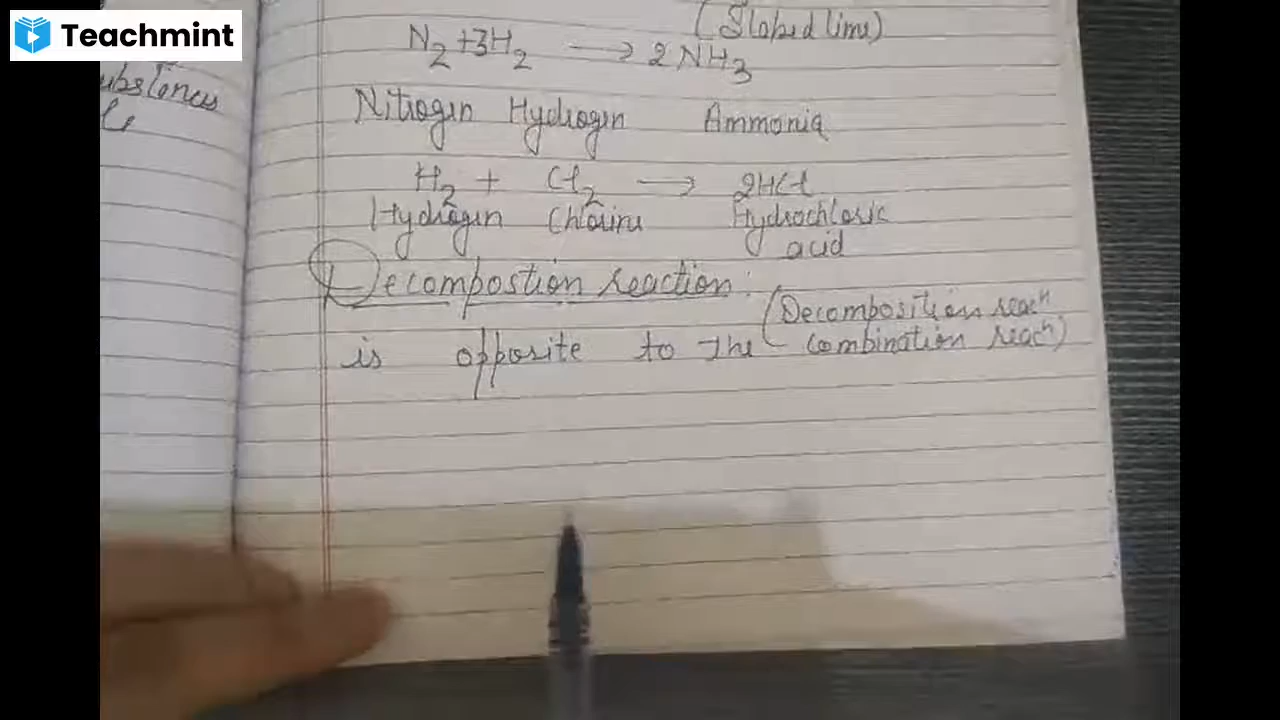 Teachmint
ubstences
(Slaked lime)
N2+3H2 → 2NH3
Nitrogen Hydrogen Ammonia
H2 + Cl2 → 2HCl
Hydrogen Chlorine Hydrochloric
acid
Decompostion reaction:
(Decomposition reacn
is opposite to the combination reacn)